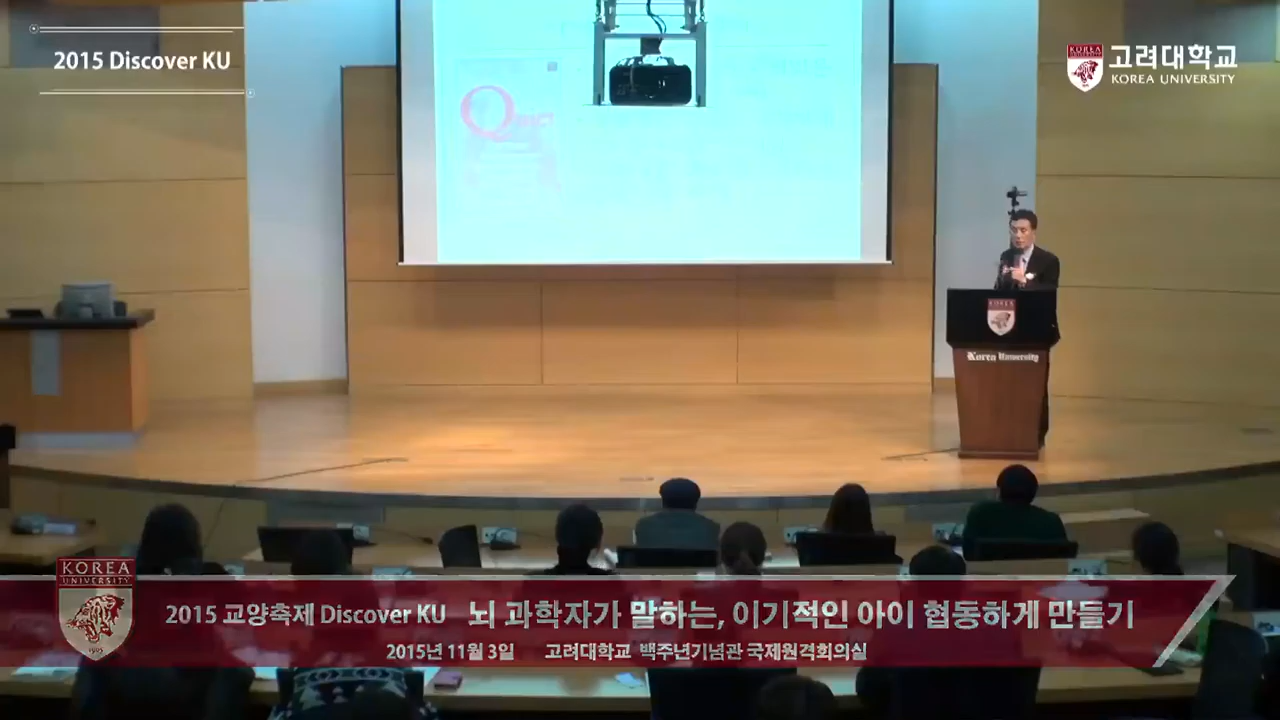 2015 Discover KU
KOREA
고려대학교
KOREA UNIVERSITY
Q
KOREA
Korea University
KOREA
UNIVERSITY
1905
2015 교양축제 Discover KU 뇌 과학자가 말하는, 이기적인 아이 협동하게 만들기
2015년 11월 3일 고려대학교 백주년기념관 국제원격회의실